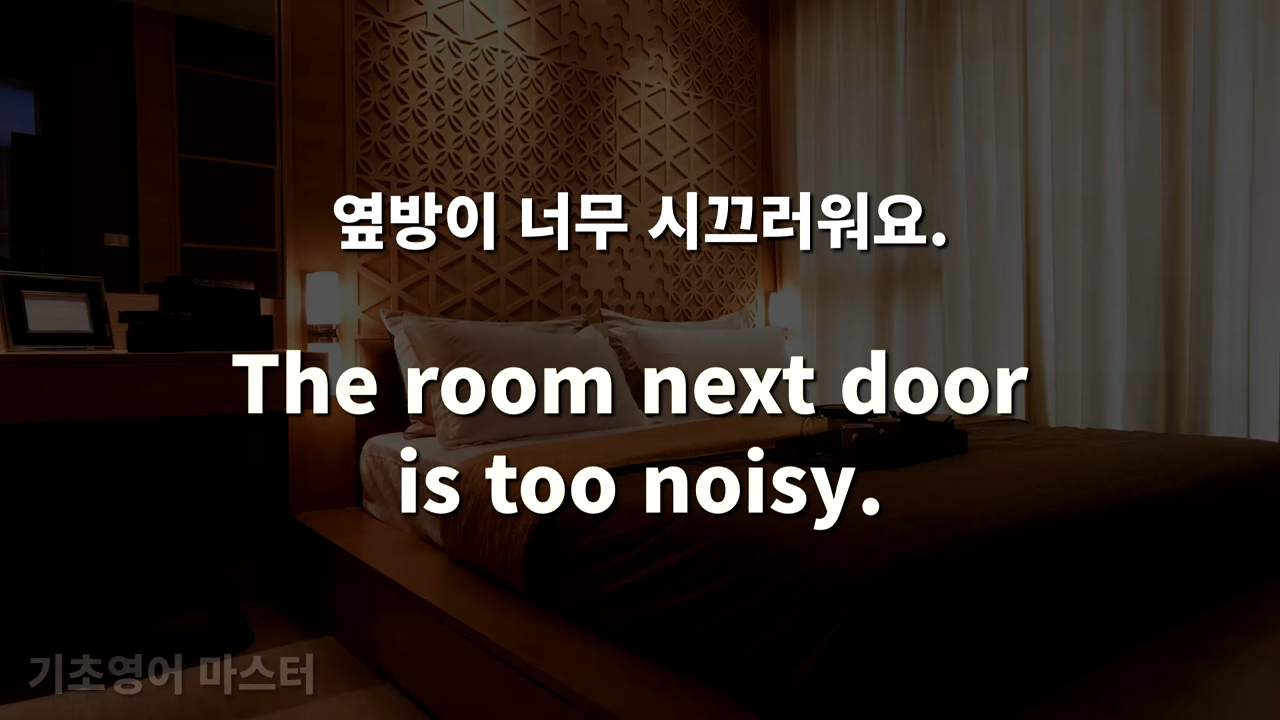 옆방이 너무 시끄러워요.
The room next door
is too noisy.
기초영어 마스터